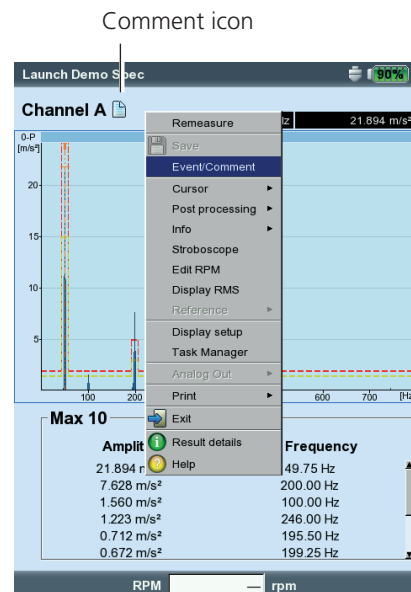 Comment icon
Launch Demo Spec
90%
Channel A
Hz 21.894 m/s²
0-P
[m/s²]
20
15
10
5
100 200 600 700 [Hz
Remeasure
Save
Event/Comment
Cursor
Post processing
Info
Stroboscope
Edit RPM
Display RMS
Reference
Display setup
Task Manager
Analog Out
Print
Exit
Result details
Help
Max 10
Amplit Frequency
21.894 m 49.75 Hz
7.628 m/s² 200.00 Hz
1.560 m/s² 100.00 Hz
1.223 m/s² 246.00 Hz
0.712 m/s² 195.50 Hz
0.672 m/s² 199.25 Hz
RPM — rpm